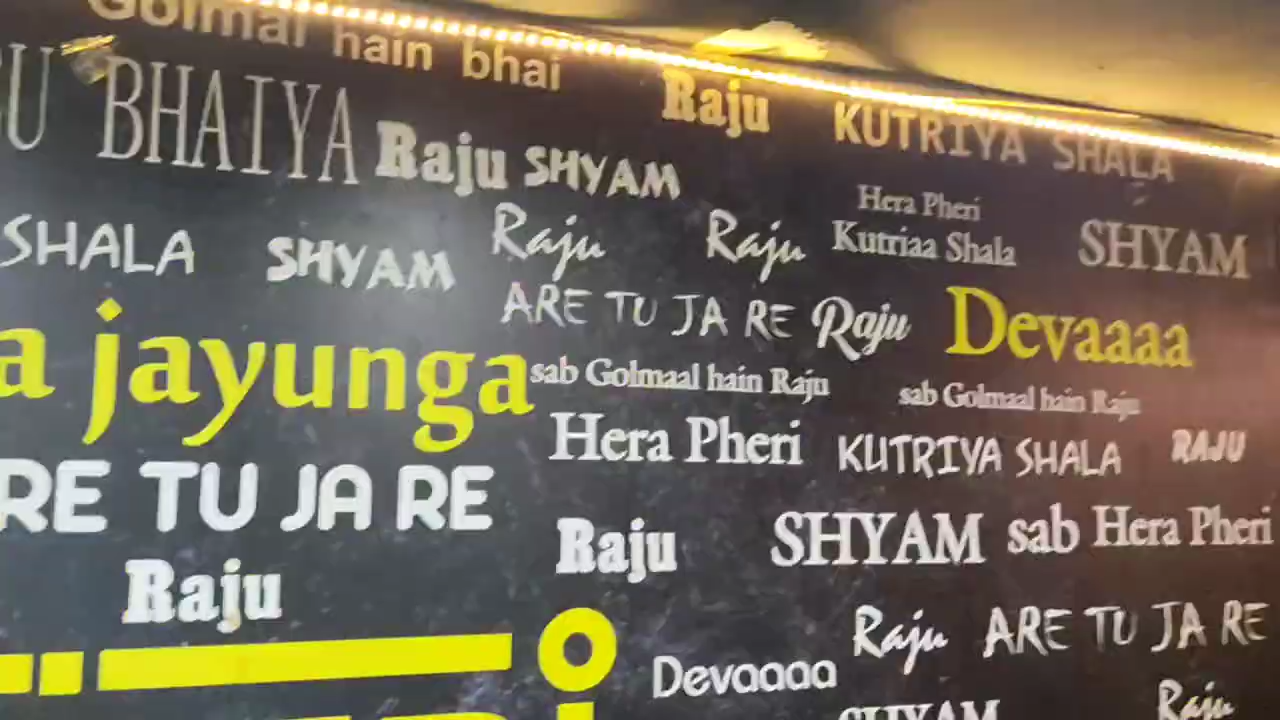 Golmal hain bhai
Raju
KUTRIYA SHALA
BHAIYA
Raju SHYAM
Hera Pheri
Kutriaa Shala
SHYAM
SHALA
SHYAM
Raju
Raju
ARE TU JA RE
Raju
Devaaaa
a jayunga
sab Golmaal hain Raju
sab Golmaal hain Raju
Hera Pheri
KUTRIYA SHALA
RAJU
RE TU JA RE
Raju
SHYAM
sab Hera Pheri
Raju
Raju
ARE TU JA RE
Devaaaa
SHYAM
Raju